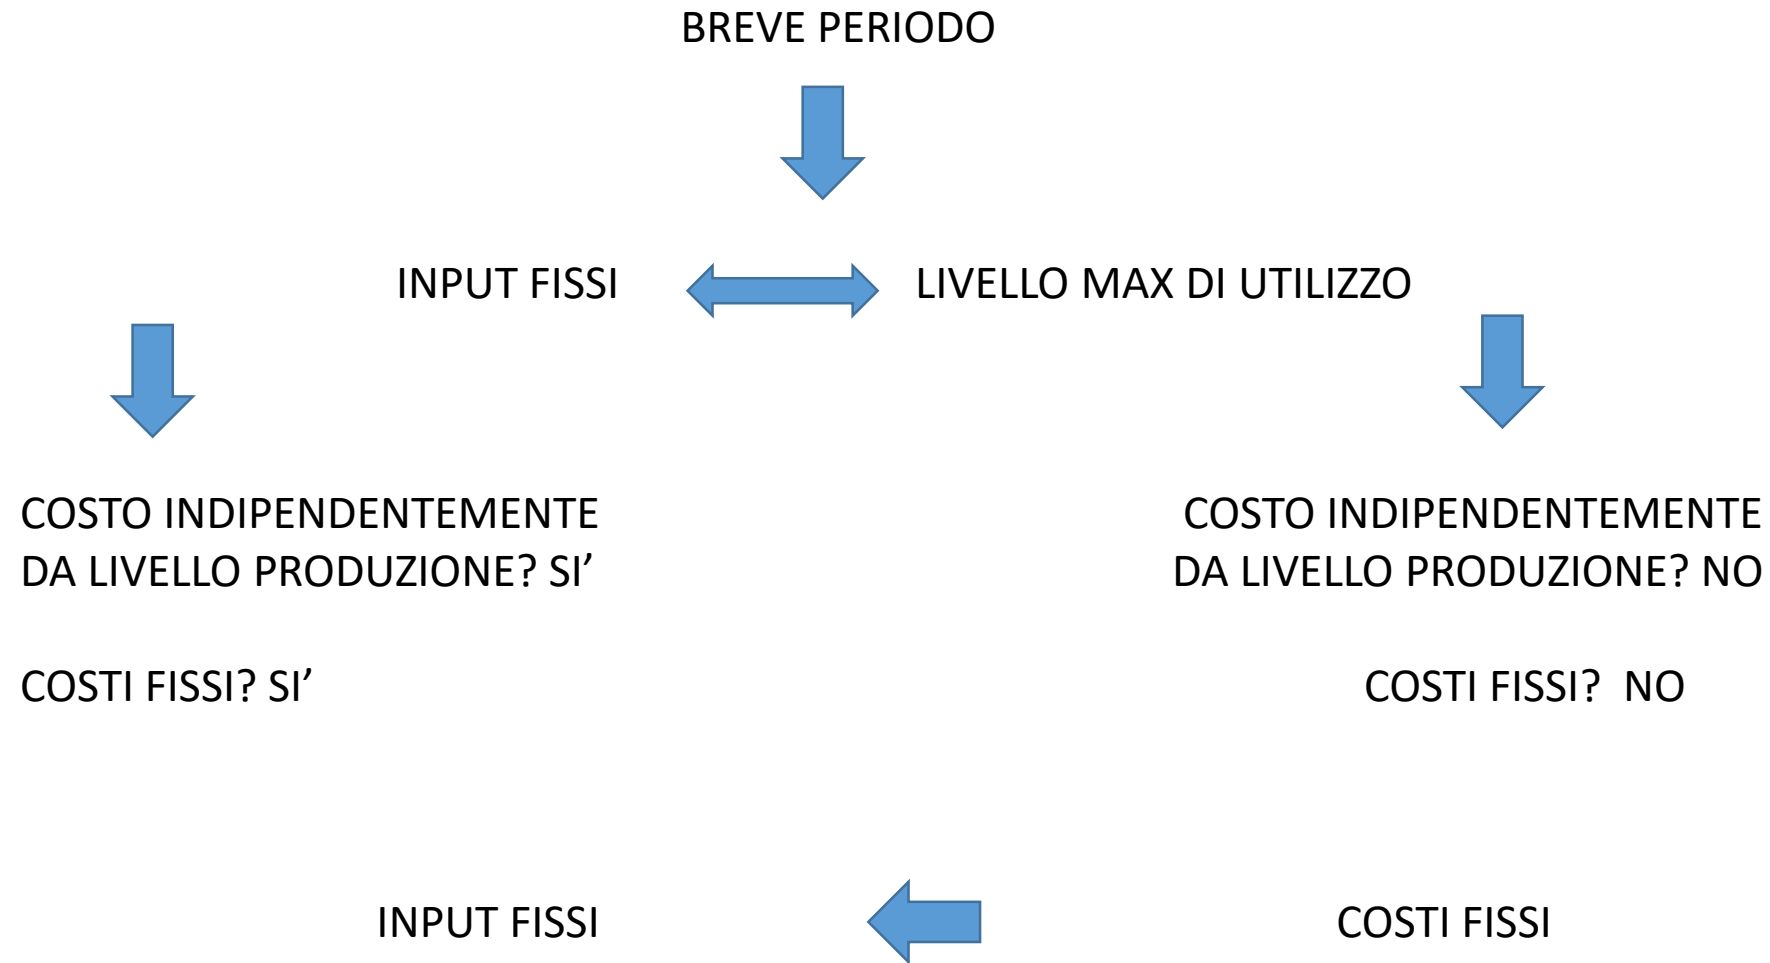 BREVE PERIODO
INPUT FISSI
LIVELLO MAX DI UTILIZZO
COSTO INDIPENDENTEMENTE
DA LIVELLO PRODUZIONE? SI’
COSTI FISSI? SI’
COSTO INDIPENDENTEMENTE
DA LIVELLO PRODUZIONE? NO
COSTI FISSI? NO
INPUT FISSI
COSTI FISSI